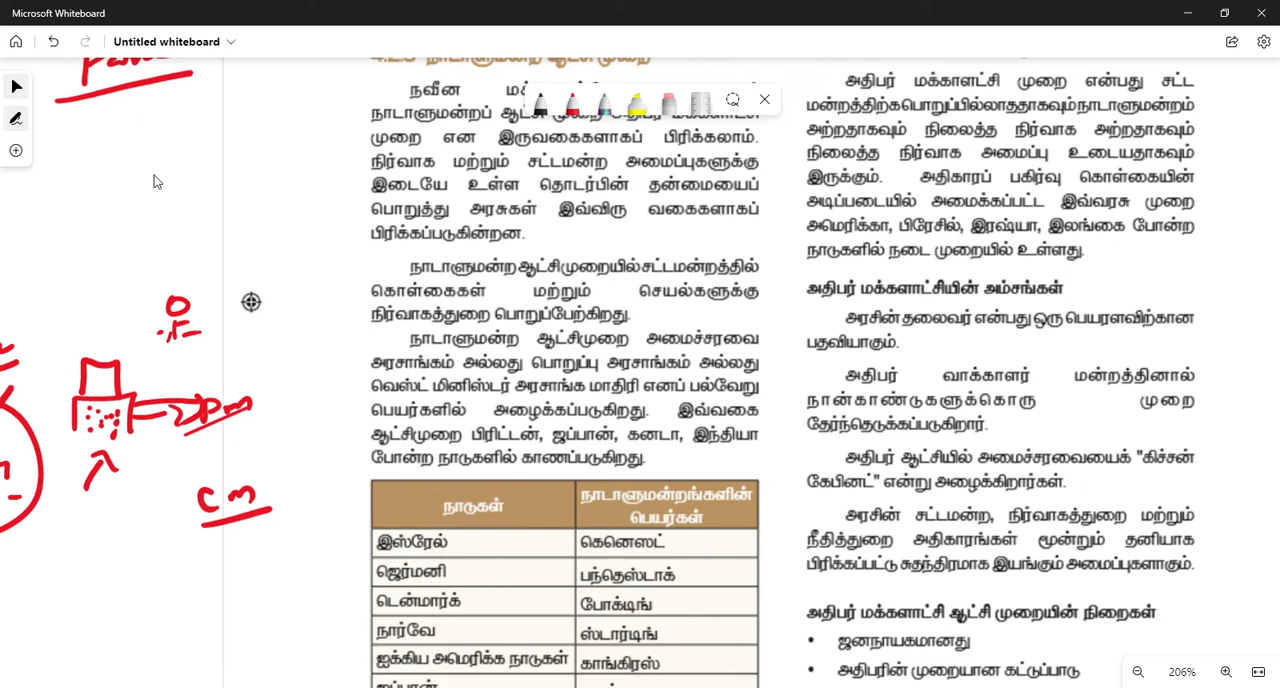 Microsoft Whiteboard
Untitled whiteboard
4.2.3 நாடாளுமன்ற ஆட்சி முறை
நவீன
நாடாளுமன்றப்
முறை என இருவகைகளாகப் பிரிக்கலாம்.
நிர்வாக மற்றும் சட்டமன்ற அமைப்புகளுக்கு
இடையே உள்ள தொடர்பின் தன்மையைப்
பொறுத்து அரசுகள் இவ்விரு வகைகளாகப்
பிரிக்கப்படுகின்றன.
நாடாளுமன்ற ஆட்சிமுறையில் சட்டமன்றத்தில்
கொள்கைகள் மற்றும் செயல்களுக்கு
நிர்வாகத்துறை பொறுப்பேற்கிறது.
நாடாளுமன்ற ஆட்சிமுறை அமைச்சரவை
அரசாங்கம் அல்லது பொறுப்பு அரசாங்கம் அல்லது
வெஸ்ட் மினிஸ்டர் அரசாங்க மாதிரி எனப் பல்வேறு
பெயர்களில் அழைக்கப்படுகிறது. இவ்வகை
ஆட்சிமுறை பிரிட்டன், ஜப்பான், கனடா, இந்தியா
போன்ற நாடுகளில் காணப்படுகிறது.
நாடுகள் நாடாளுமன்றங்களின் பெயர்கள்
இஸ்ரேல் கெனெஸட்
ஜெர்மனி பந்தெஸ்டாக்
டென்மார்க் போக்டிங்
நார்வே ஸ்டார்டிங்
ஐக்கிய அமெரிக்க நாடுகள் காங்கிரஸ்
அதிபர் மக்காளட்சி முறை என்பது சட்ட
மன்றத்திற்கு பொறுப்பில்லாததாகவும் நாடாளுமன்றம்
அற்றதாகவும் நிலைத்த நிர்வாக அற்றதாகவும்
நிலைத்த நிர்வாக அமைப்பு உடையதாகவும்
இருக்கும். அதிகாரப் பகிர்வு கொள்கையின்
அடிப்படையில் அமைக்கப்பட்ட இவ்வரசு முறை
அமெரிக்கா, பிரேசில், இரஷ்யா, இலங்கை போன்ற
நாடுகளில் நடை முறையில் உள்ளது.
அதிபர் மக்களாட்சியின் அம்சங்கள்
அரசின் தலைவர் என்பது ஒரு பெயரளவிற்கான
பதவியாகும்.
அதிபர் வாக்காளர் மன்றத்தினால்
நான்காண்டுகளுக்கொரு முறை
தேர்ந்தெடுக்கப்படுகிறார்.
அதிபர் ஆட்சியில் அமைச்சரவையைக் "கிச்சன்
கேபினட்" என்று அழைக்கிறார்கள்.
அரசின் சட்டமன்ற, நிர்வாகத்துறை மற்றும்
நீதித்துறை அதிகாரங்கள் மூன்றும் தனியாக
பிரிக்கப்பட்டு சுதந்திரமாக இயங்கும் அமைப்புகளாகும்.
அதிபர் மக்களாட்சி ஆட்சி முறையின் நிறைகள்
• ஜனநாயகமானது
• அதிபரின் முறையான கட்டுப்பாடு
pm
cm
206%